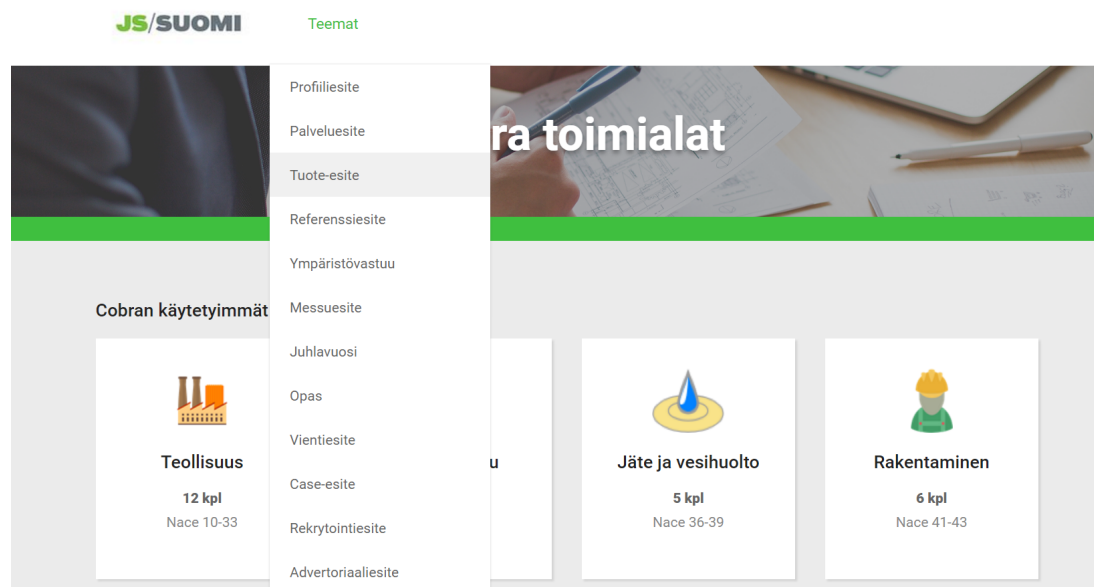 JS/SUOMI
Teemat
ra toimialat
Profiiliesite
Palveluesite
Tuote-esite
Referenssiesite
Ympäristövastuu
Messuesite
Juhlavuosi
Opas
Vientiesite
Case-esite
Rekrytointiesite
Advertoriaaliesite
Cobran käytetyimmät
Teollisuus
12 kpl
Nace 10-33
u
Jäte ja vesihuolto
5 kpl
Nace 36-39
Rakentaminen
6 kpl
Nace 41-43